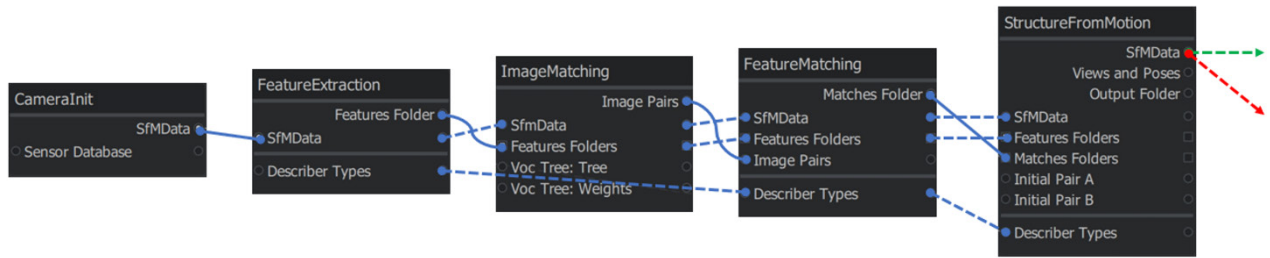 CameraInit
SfMData
Sensor Database
FeatureExtraction
Features Folder
SfMData
Describer Types
ImageMatching
Image Pairs
SfmData
Features Folders
Voc Tree: Tree
Voc Tree: Weights
FeatureMatching
Matches Folder
SfMData
Features Folders
Image Pairs
Describer Types
StructureFromMotion
SfMData
Views and Poses
Output Folder
SfMData
Features Folders
Matches Folders
Initial Pair A
Initial Pair B
Describer Types